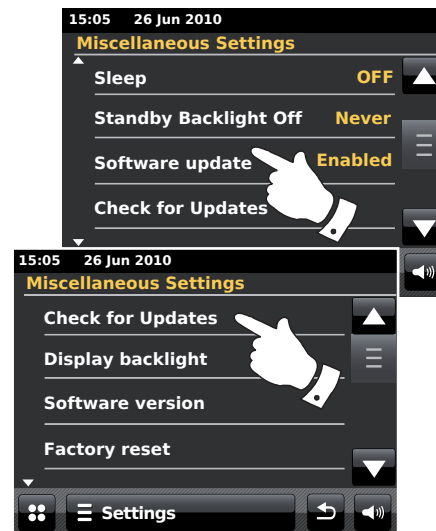 15:05 26 Jun 2010
Miscellaneous Settings
Sleep OFF
Standby Backlight Off Never
Software update Enabled
Check for Updates
15:05 26 Jun 2010
Miscellaneous Settings
Check for Updates
Display backlight
Software version
Factory reset
Settings